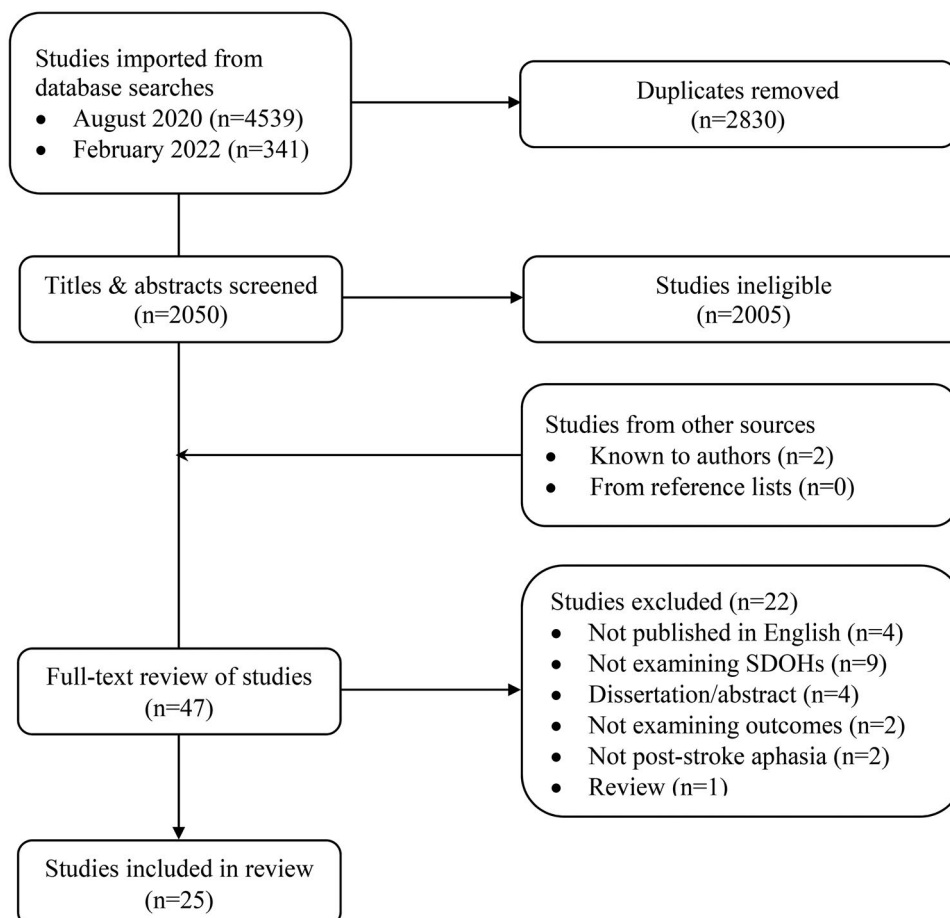 Studies imported from
database searches
• August 2020 (n=4539)
• February 2022 (n=341)
Duplicates removed
(n=2830)
Titles & abstracts screened
(n=2050)
Studies ineligible
(n=2005)
Studies from other sources
• Known to authors (n=2)
• From reference lists (n=0)
Full-text review of studies
(n=47)
Studies excluded (n=22)
• Not published in English (n=4)
• Not examining SDOHs (n=9)
• Dissertation/abstract (n=4)
• Not examining outcomes (n=2)
• Not post-stroke aphasia (n=2)
• Review (n=1)
Studies included in review
(n=25)